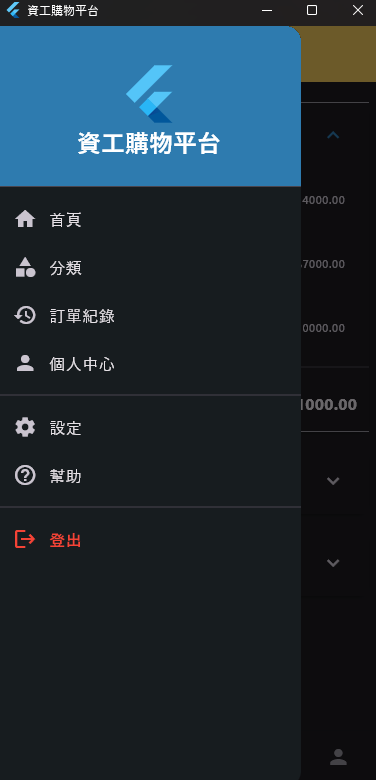 資工購物平台
資工購物平台
首頁
分類
訂單紀錄
個人中心
設定
幫助
登出
4000.00
7000.00
0000.00
1000.00